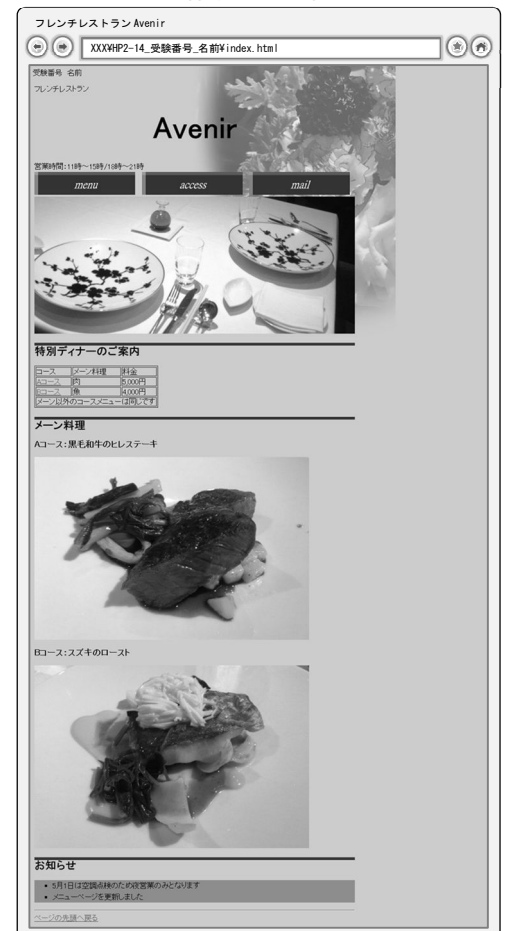 フレンチレストラン Avenir
XXX¥HP2-14_受験番号_名前¥index.html
受験番号 名前
フレンチレストラン
Avenir
営業時間:11時～15時/18時～21時
menu access mail
特別ディナーのご案内
コース メーン料理 料金
Aコース 肉 5,000円
Bコース 魚 4,000円
メーン以外のコースメニューは同じです
メーン料理
Aコース:黒毛和牛のヒレステーキ
Bコース:スズキのロースト
お知らせ
• 5月1日は空調点検のため夜営業のみとなります
• メニューページを更新しました
ページの先頭へ戻る